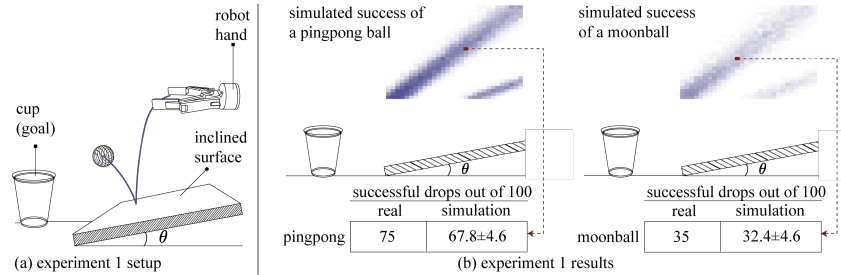 robot
hand
cup
(goal)
inclined
surface
θ
(a) experiment 1 setup
simulated success of
a pingpong ball
θ
successful drops out of 100
real simulation
pingpong 75 67.8±4.6
simulated success
of a moonball
θ
successful drops out of 100
real simulation
moonball 35 32.4±4.6
(b) experiment 1 results